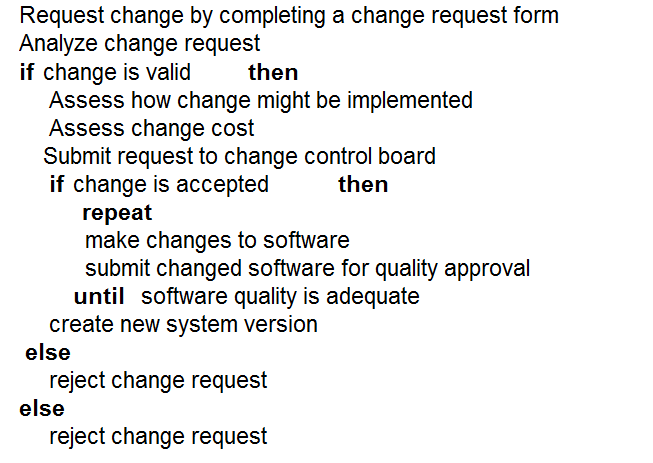 Request change by completing a change request form
Analyze change request
if change is valid then
Assess how change might be implemented
Assess change cost
Submit request to change control board
if change is accepted then
repeat
make changes to software
submit changed software for quality approval
until software quality is adequate
create new system version
else
reject change request
else
reject change request